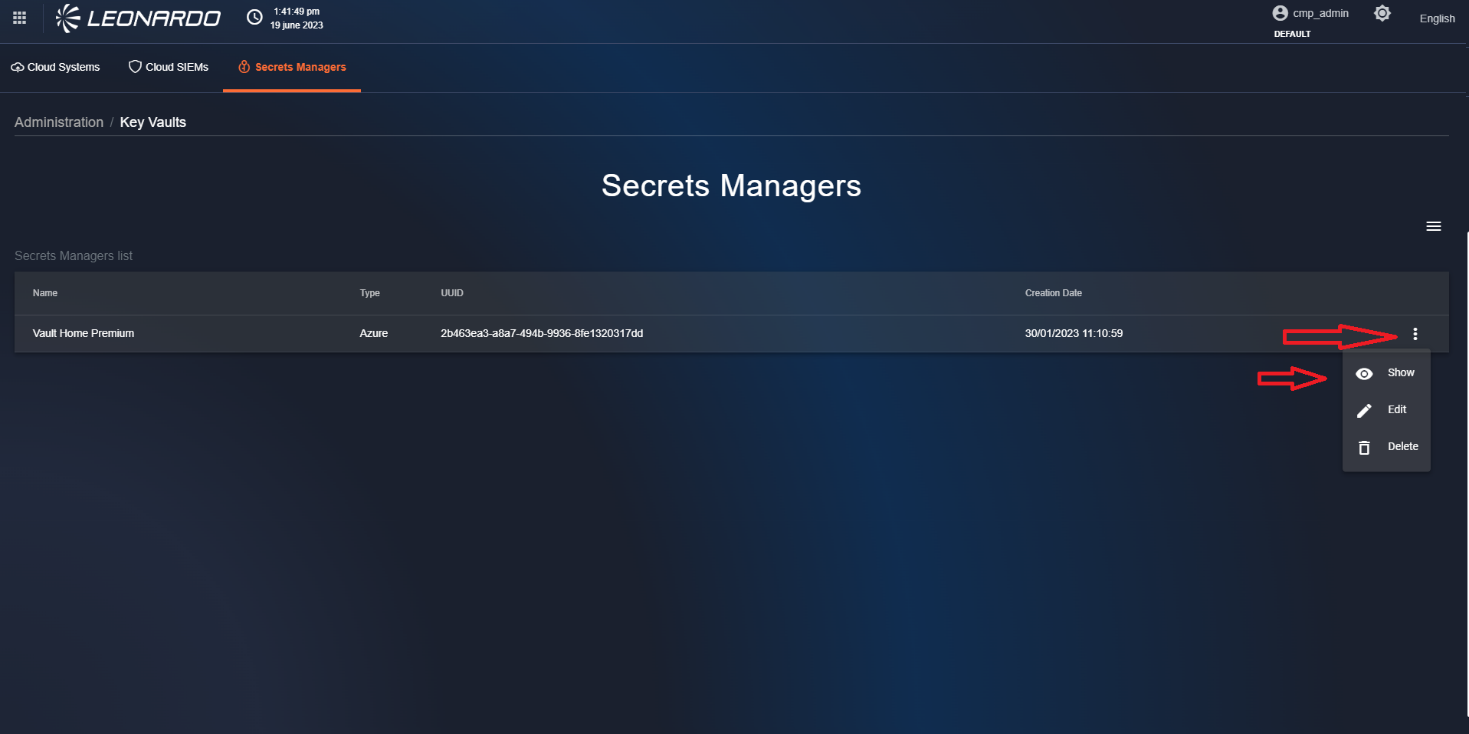 LEONARDO
1:41:49 pm
19 june 2023
cmp_admin
DEFAULT
English
Cloud Systems
Cloud SIEMs
Secrets Managers
Administration / Key Vaults
Secrets Managers
Secrets Managers list
Name Type UUID Creation Date
Vault Home Premium Azure 2b463ea3-a8a7-494b-9936-8fe1320317dd 30/01/2023 11:10:59
Show
Edit
Delete